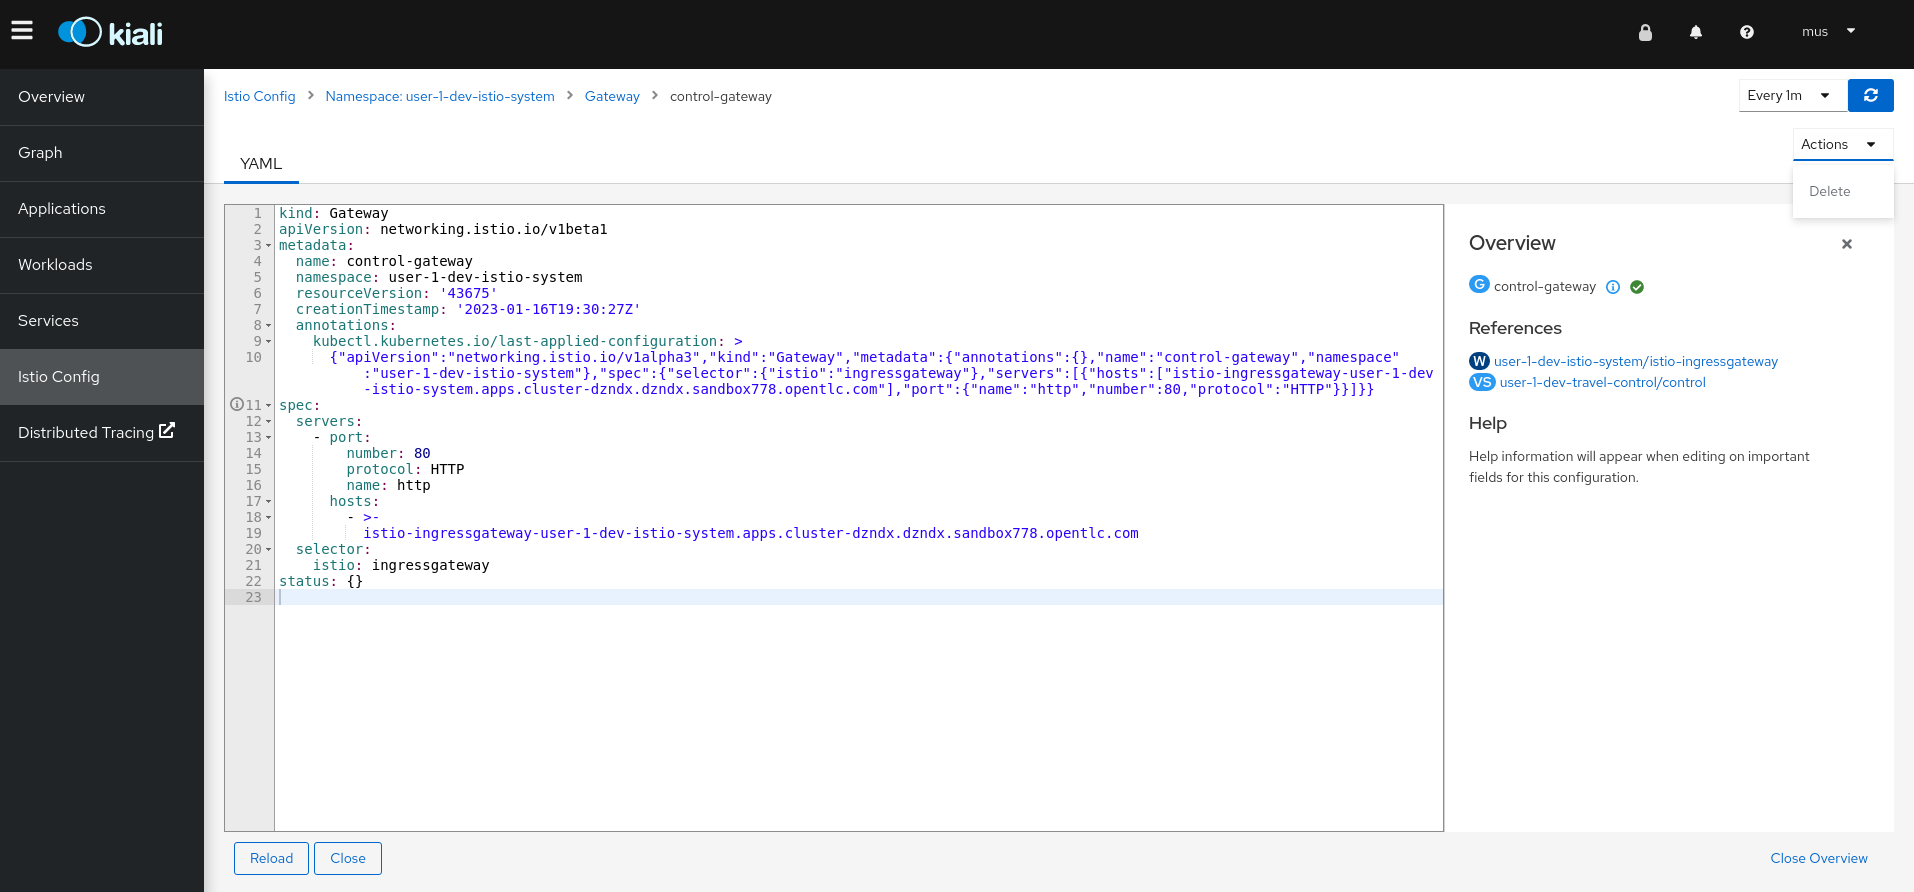 kiali
mus
Overview
Graph
Applications
Workloads
Services
Istio Config
Distributed Tracing
Istio Config > Namespace: user-1-dev-istio-system > Gateway > control-gateway
Every 1m
Actions
Delete
YAML
1 kind: Gateway
2 apiVersion: networking.istio.io/v1beta1
3 metadata:
4 name: control-gateway
5 namespace: user-1-dev-istio-system
6 resourceVersion: '43675'
7 creationTimestamp: '2023-01-16T19:30:27Z'
8 annotations:
9 kubectl.kubernetes.io/last-applied-configuration: >
10 {"apiVersion":"networking.istio.io/v1alpha3","kind":"Gateway","metadata":{"annotations":{},"name":"control-gateway","namespace"
:"user-1-dev-istio-system"},"spec":{"selector":{"istio":"ingressgateway"},"servers":[{"hosts":["istio-ingressgateway-user-1-dev
-istio-system.apps.cluster-dzndx.dzndx.sandbox778.opentlc.com"],"port":{"name":"http","number":80,"protocol":"HTTP"}}]}}
11 spec:
12 servers:
13 - port:
14 number: 80
15 protocol: HTTP
16 name: http
17 hosts:
18 - >-
19 istio-ingressgateway-user-1-dev-istio-system.apps.cluster-dzndx.dzndx.sandbox778.opentlc.com
20 selector:
21 istio: ingressgateway
22 status: {}
23
Overview
G control-gateway
References
W user-1-dev-istio-system/istio-ingressgateway
VS user-1-dev-travel-control/control
Help
Help information will appear when editing on important
fields for this configuration.
Reload
Close
Close Overview